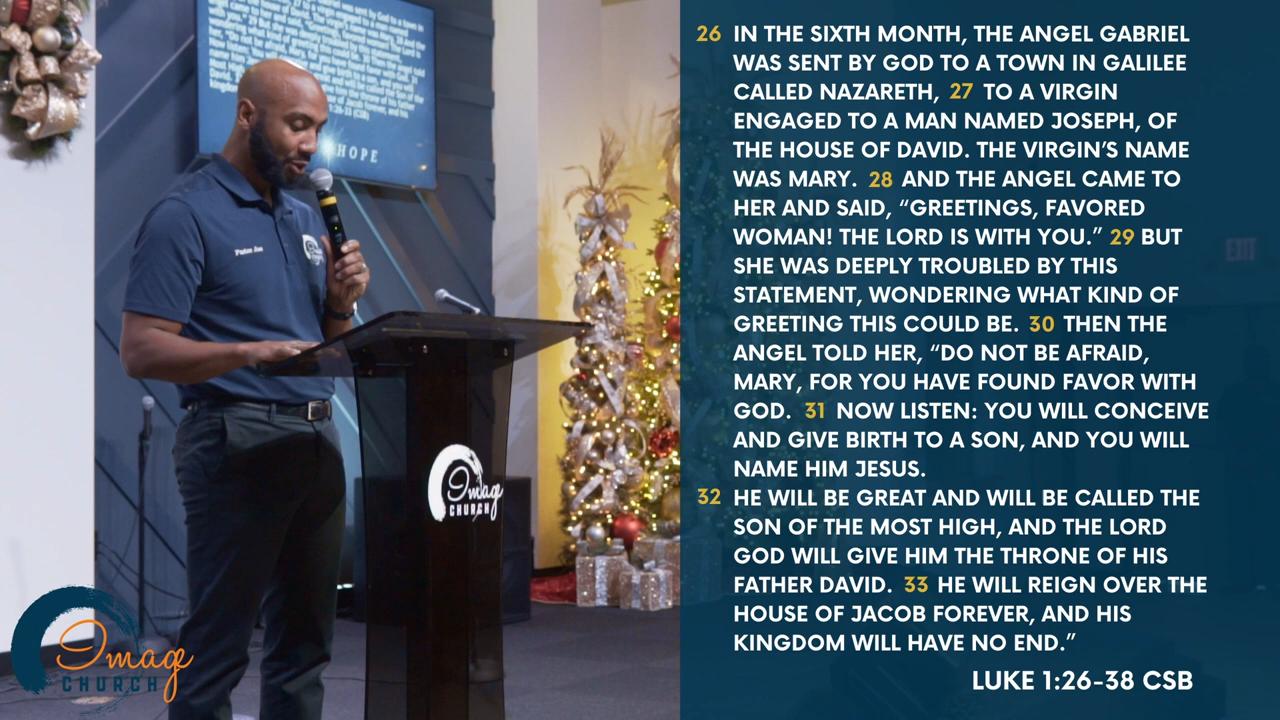 HOPE
Pastor Joe
Image
CHURCH
Image
CHURCH
26 IN THE SIXTH MONTH, THE ANGEL GABRIEL
WAS SENT BY GOD TO A TOWN IN GALILEE
CALLED NAZARETH, 27 TO A VIRGIN
ENGAGED TO A MAN NAMED JOSEPH, OF
THE HOUSE OF DAVID. THE VIRGIN’S NAME
WAS MARY. 28 AND THE ANGEL CAME TO
HER AND SAID, “GREETINGS, FAVORED
WOMAN! THE LORD IS WITH YOU.” 29 BUT
SHE WAS DEEPLY TROUBLED BY THIS
STATEMENT, WONDERING WHAT KIND OF
GREETING THIS COULD BE. 30 THEN THE
ANGEL TOLD HER, “DO NOT BE AFRAID,
MARY, FOR YOU HAVE FOUND FAVOR WITH
GOD. 31 NOW LISTEN: YOU WILL CONCEIVE
AND GIVE BIRTH TO A SON, AND YOU WILL
NAME HIM JESUS.
32 HE WILL BE GREAT AND WILL BE CALLED THE
SON OF THE MOST HIGH, AND THE LORD
GOD WILL GIVE HIM THE THRONE OF HIS
FATHER DAVID. 33 HE WILL REIGN OVER THE
HOUSE OF JACOB FOREVER, AND HIS
KINGDOM WILL HAVE NO END.”
LUKE 1:26-38 CSB
EXIT